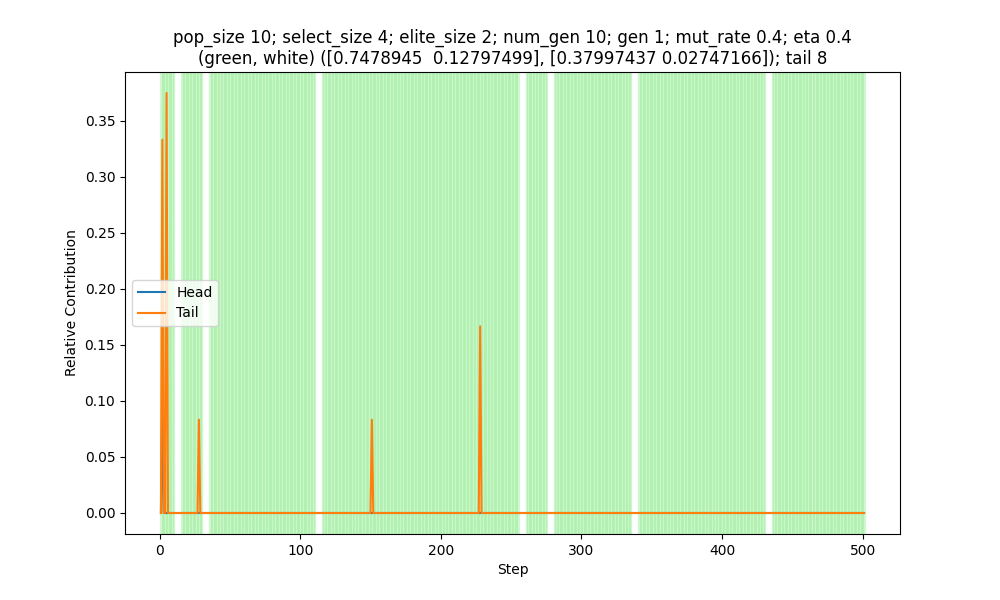 pop_size 10; select_size 4; elite_size 2; num_gen 10; gen 1; mut_rate 0.4; eta 0.4
(green, white) ([0.7478945  0.12797499], [0.37997437 0.02747166]); tail 8
0.35
0.30
0.25
0.20
0.15
0.10
0.05
0.00
Relative Contribution
Head
Tail
0 100 200 300 400 500
Step